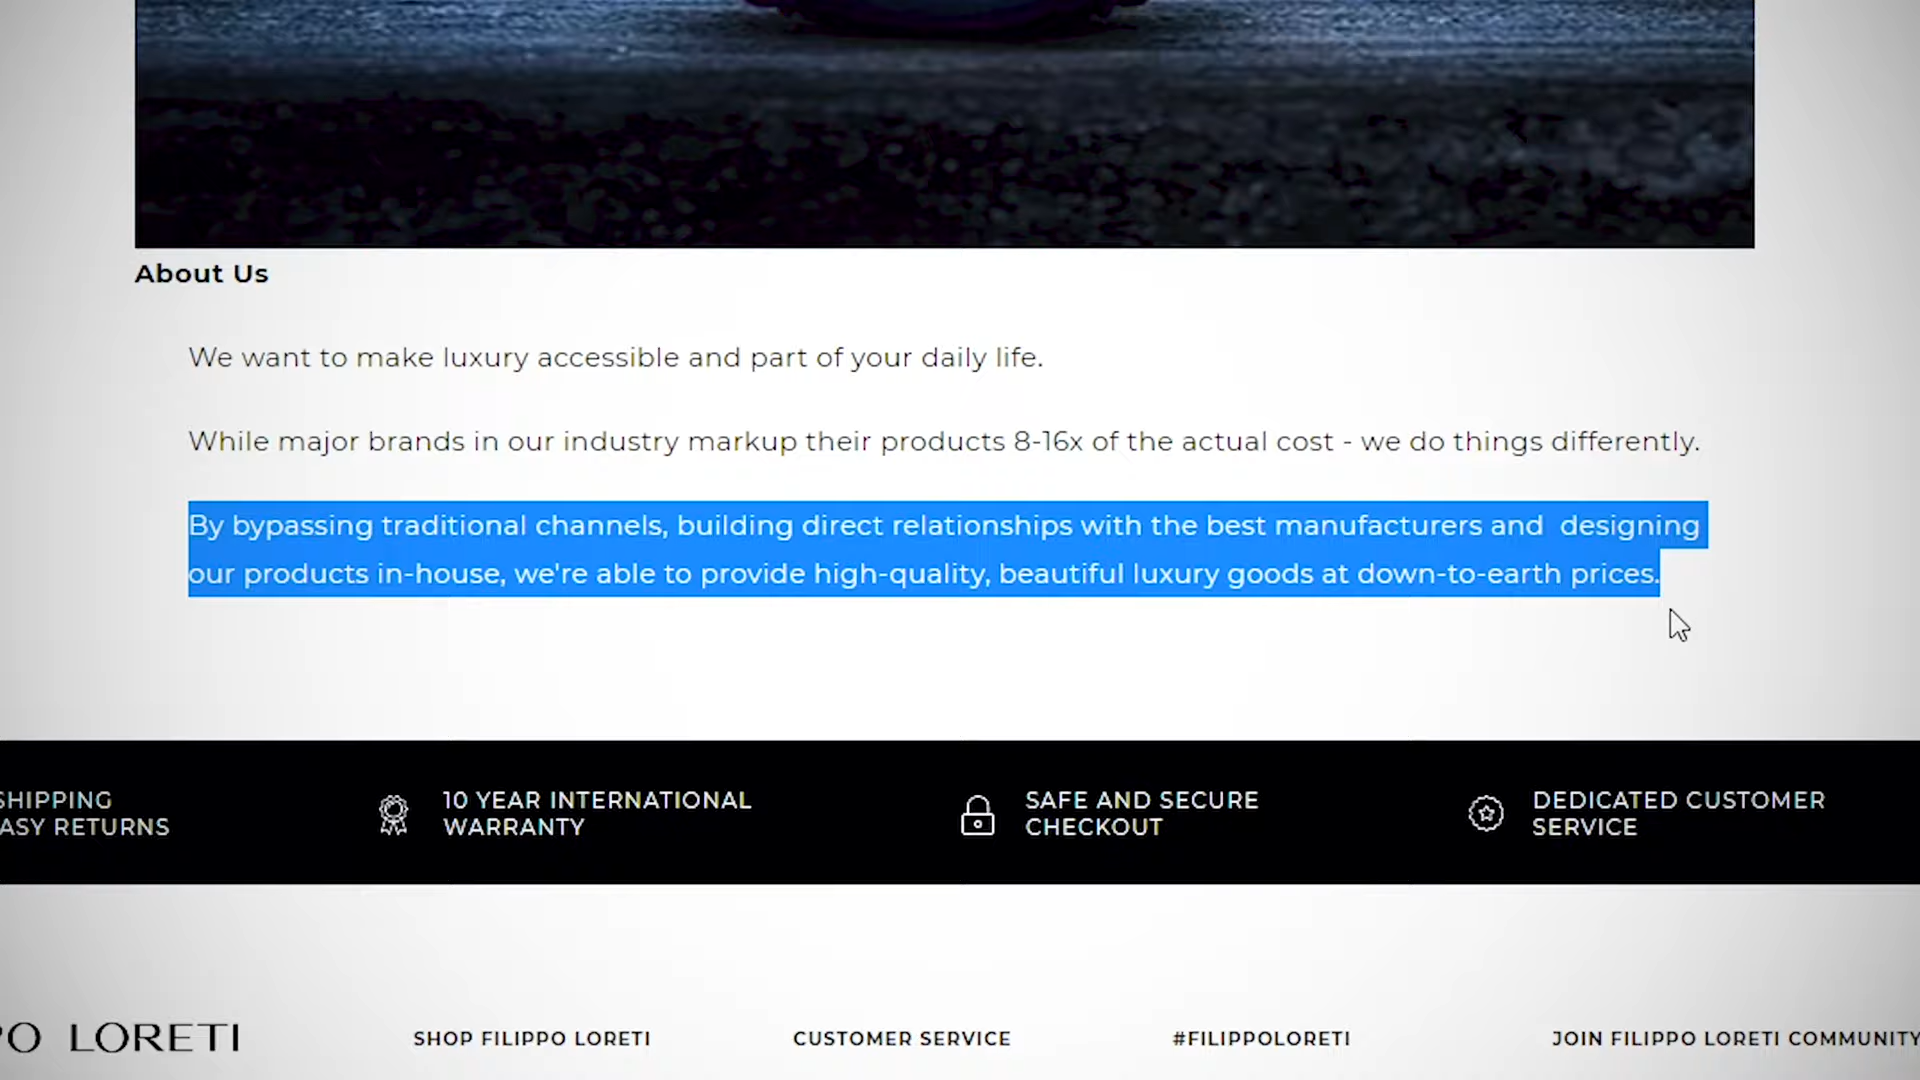 About Us
We want to make luxury accessible and part of your daily life.
While major brands in our industry markup their products 8-16x of the actual cost - we do things differently.
By bypassing traditional channels, building direct relationships with the best manufacturers and designing
our products in-house, we're able to provide high-quality, beautiful luxury goods at down-to-earth prices.
SHIPPING
ASY RETURNS
10 YEAR INTERNATIONAL
WARRANTY
SAFE AND SECURE
CHECKOUT
DEDICATED CUSTOMER
SERVICE
PO LORETI
SHOP FILIPPO LORETI
CUSTOMER SERVICE
#FILIPPOLORETI
JOIN FILIPPO LORETI COMMUNITY